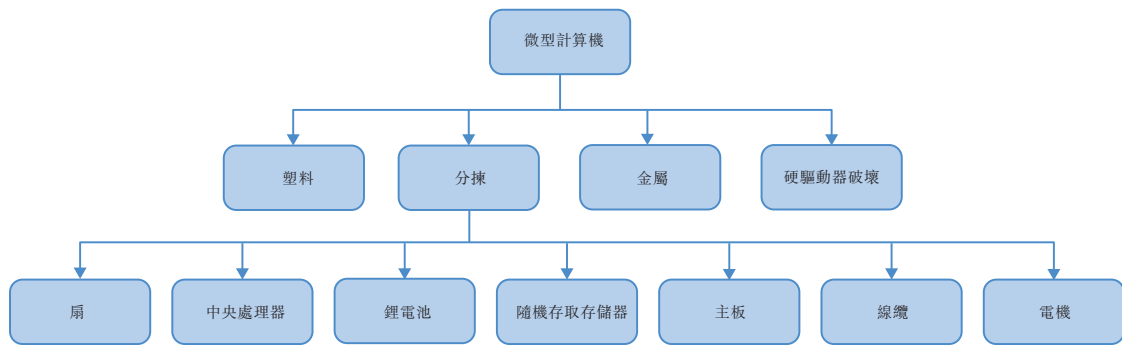 微型計算機
塑料
分揀
金屬
硬驅動器破壞
扇
中央處理器
鋰電池
隨機存取存儲器
主板
線纜
電機